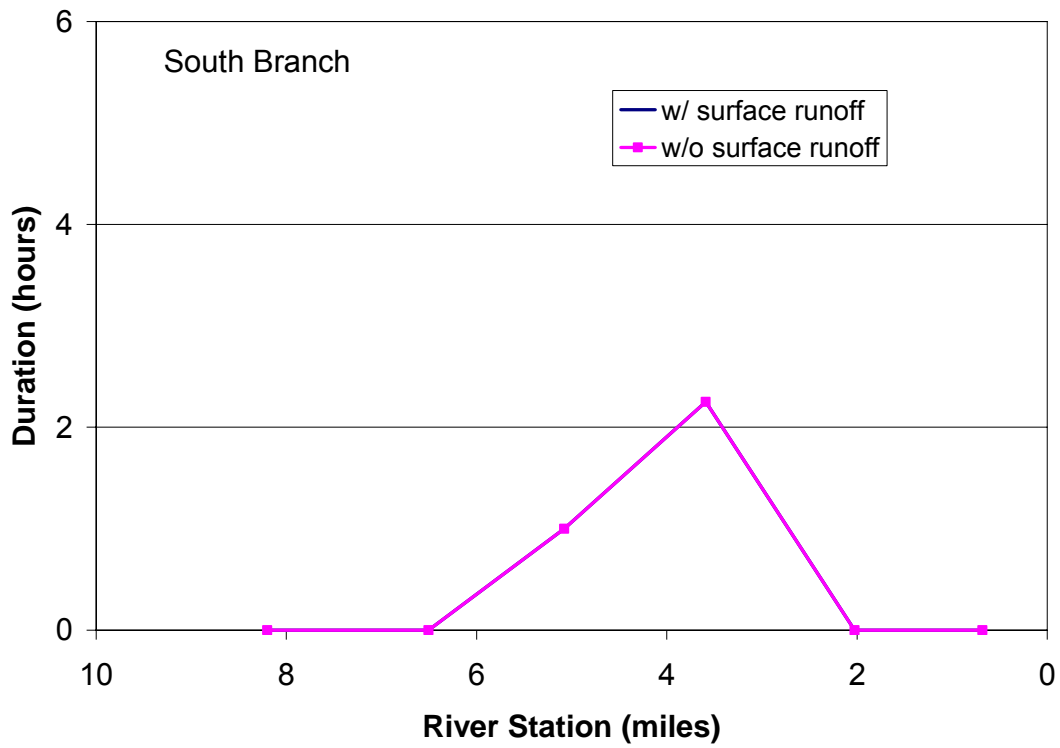 6
South Branch
w/ surface runoff
w/o surface runoff
4
Duration (hours)
2
0
10
8
6
4
2
0
River Station (miles)